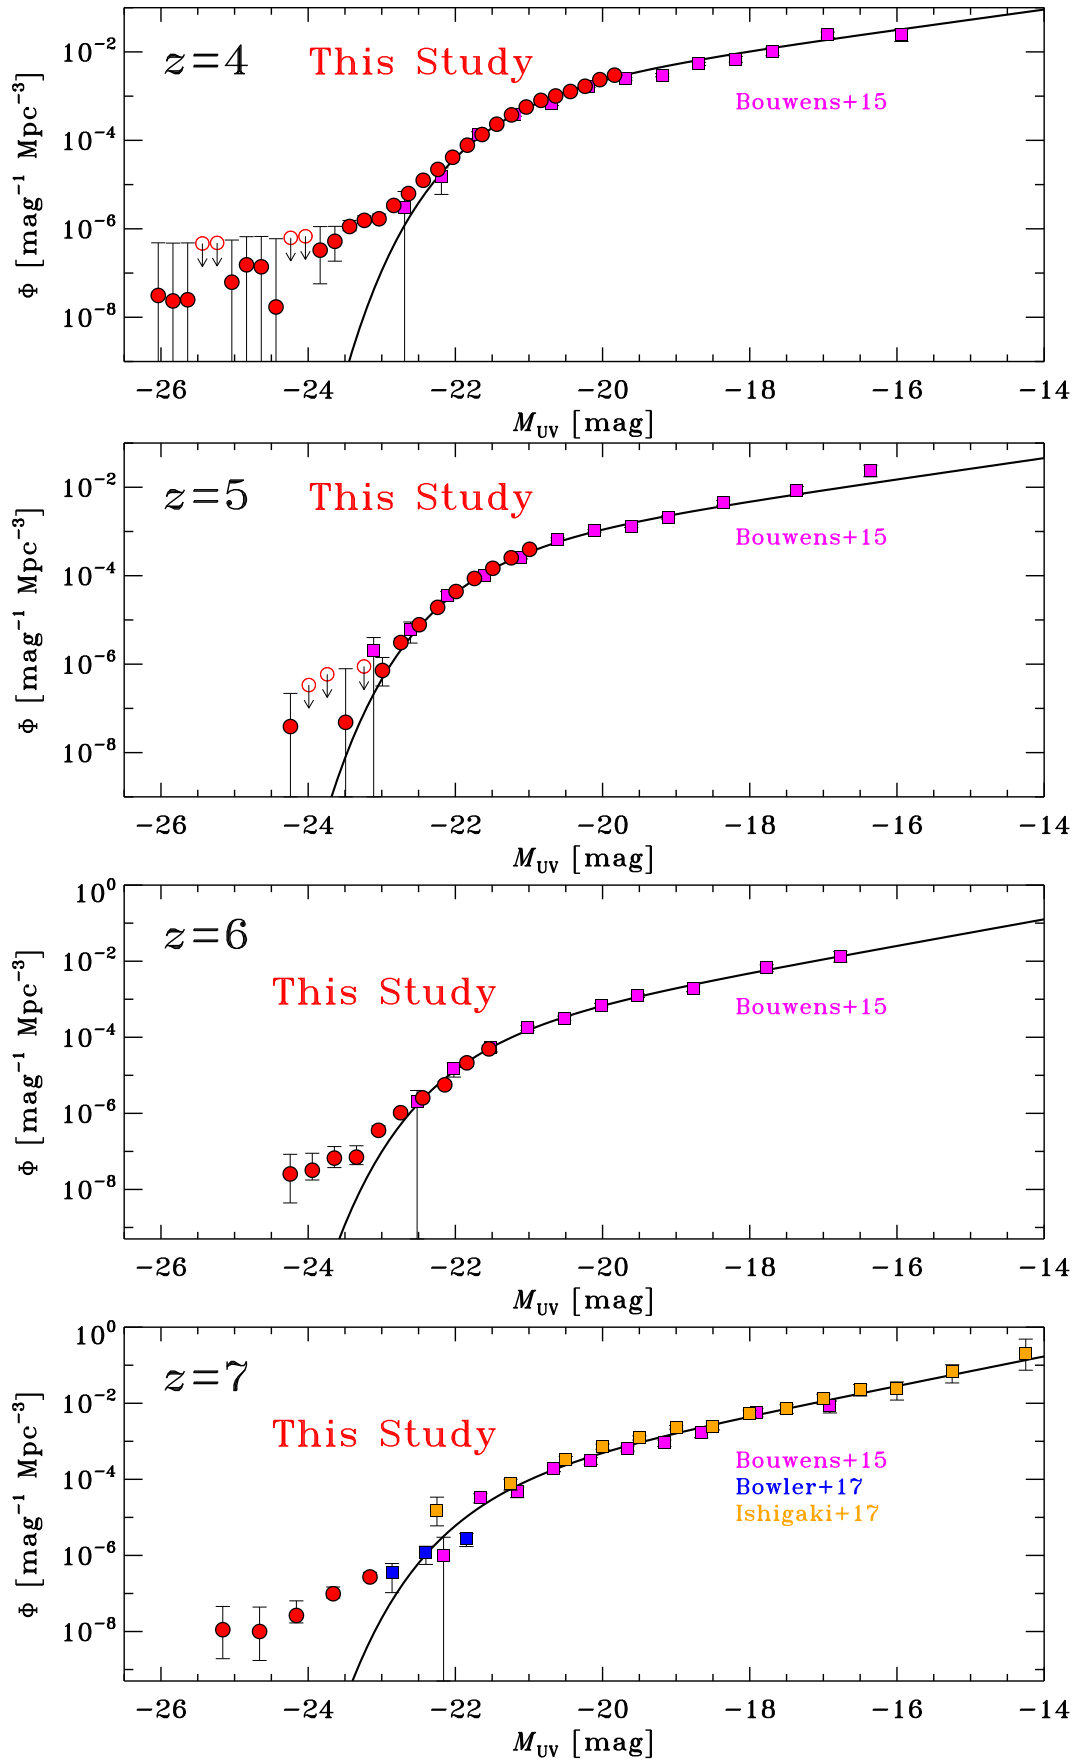 z=4
This Study
Bouwens+15
10⁻²
10⁻⁴
10⁻⁶
10⁻⁸
Φ [mag⁻¹ Mpc⁻³]
−26 −24 −22 −20 −18 −16 −14
M_UV [mag]
z=5
This Study
Bouwens+15
10⁻²
10⁻⁴
10⁻⁶
10⁻⁸
Φ [mag⁻¹ Mpc⁻³]
−26 −24 −22 −20 −18 −16 −14
M_UV [mag]
z=6
This Study
Bouwens+15
10⁰
10⁻²
10⁻⁴
10⁻⁶
10⁻⁸
Φ [mag⁻¹ Mpc⁻³]
−26 −24 −22 −20 −18 −16 −14
M_UV [mag]
z=7
This Study
Bouwens+15
Bowler+17
Ishigaki+17
10⁰
10⁻²
10⁻⁴
10⁻⁶
10⁻⁸
Φ [mag⁻¹ Mpc⁻³]
−26 −24 −22 −20 −18 −16 −14
M_UV [mag]